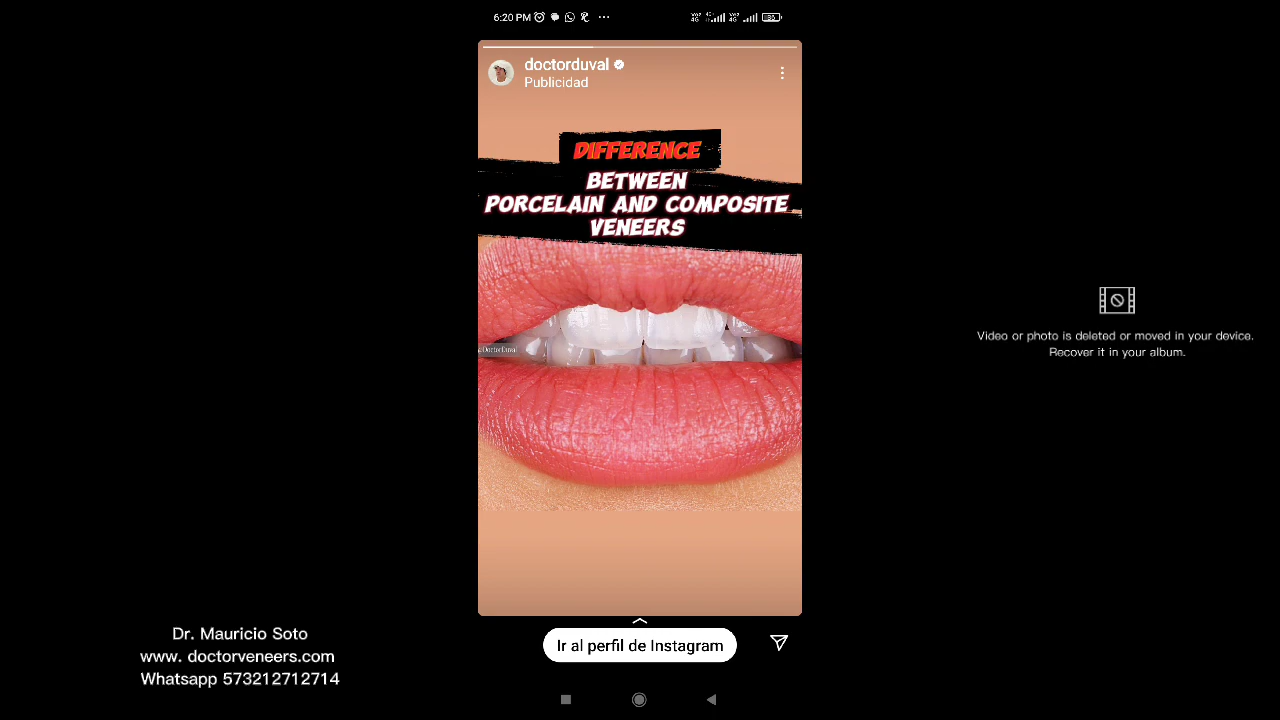 6:20 PM
doctorduval
Publicidad
DIFFERENCE
BETWEEN
PORCELAIN AND COMPOSITE
VENEERS
@DoctorDuval
Video or photo is deleted or moved in your device.
Recover it in your album.
Dr. Mauricio Soto
www. doctorveneers.com
Whatsapp 573212712714
Ir al perfil de Instagram